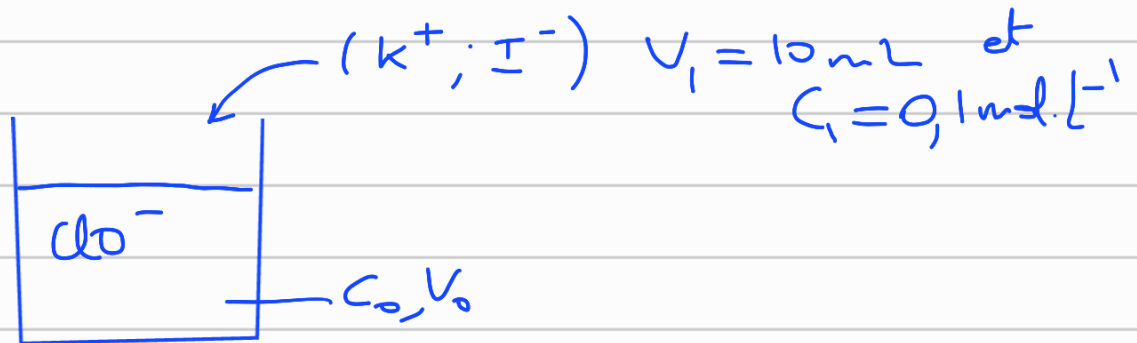 (K⁺; I⁻) V₁ = 10 mL et
C₁ = 0,1 mol.L⁻¹
ClO⁻
C₀, V₀